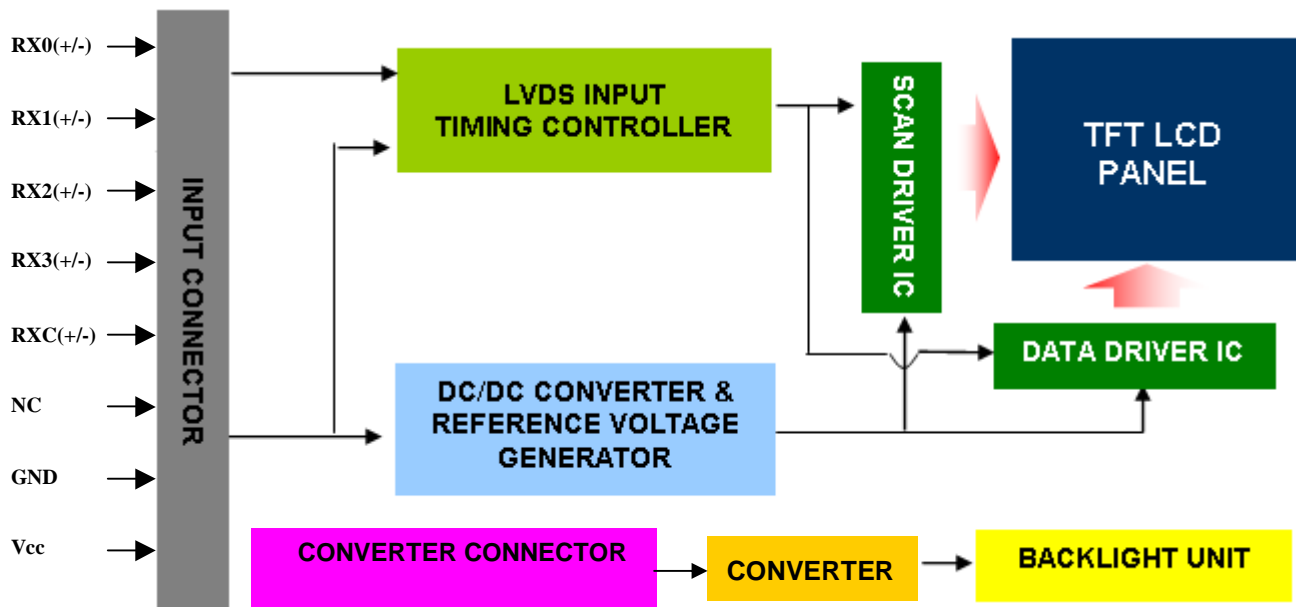 RX0(+/-)
RX1(+/-)
RX2(+/-)
RX3(+/-)
RXC(+/-)
NC
GND
Vcc
INPUT CONNECTOR
LVDS INPUT
TIMING CONTROLLER
SCAN DRIVER IC
TFT LCD
PANEL
DATA DRIVER IC
DC/DC CONVERTER &
REFERENCE VOLTAGE
GENERATOR
CONVERTER CONNECTOR
CONVERTER
BACKLIGHT UNIT